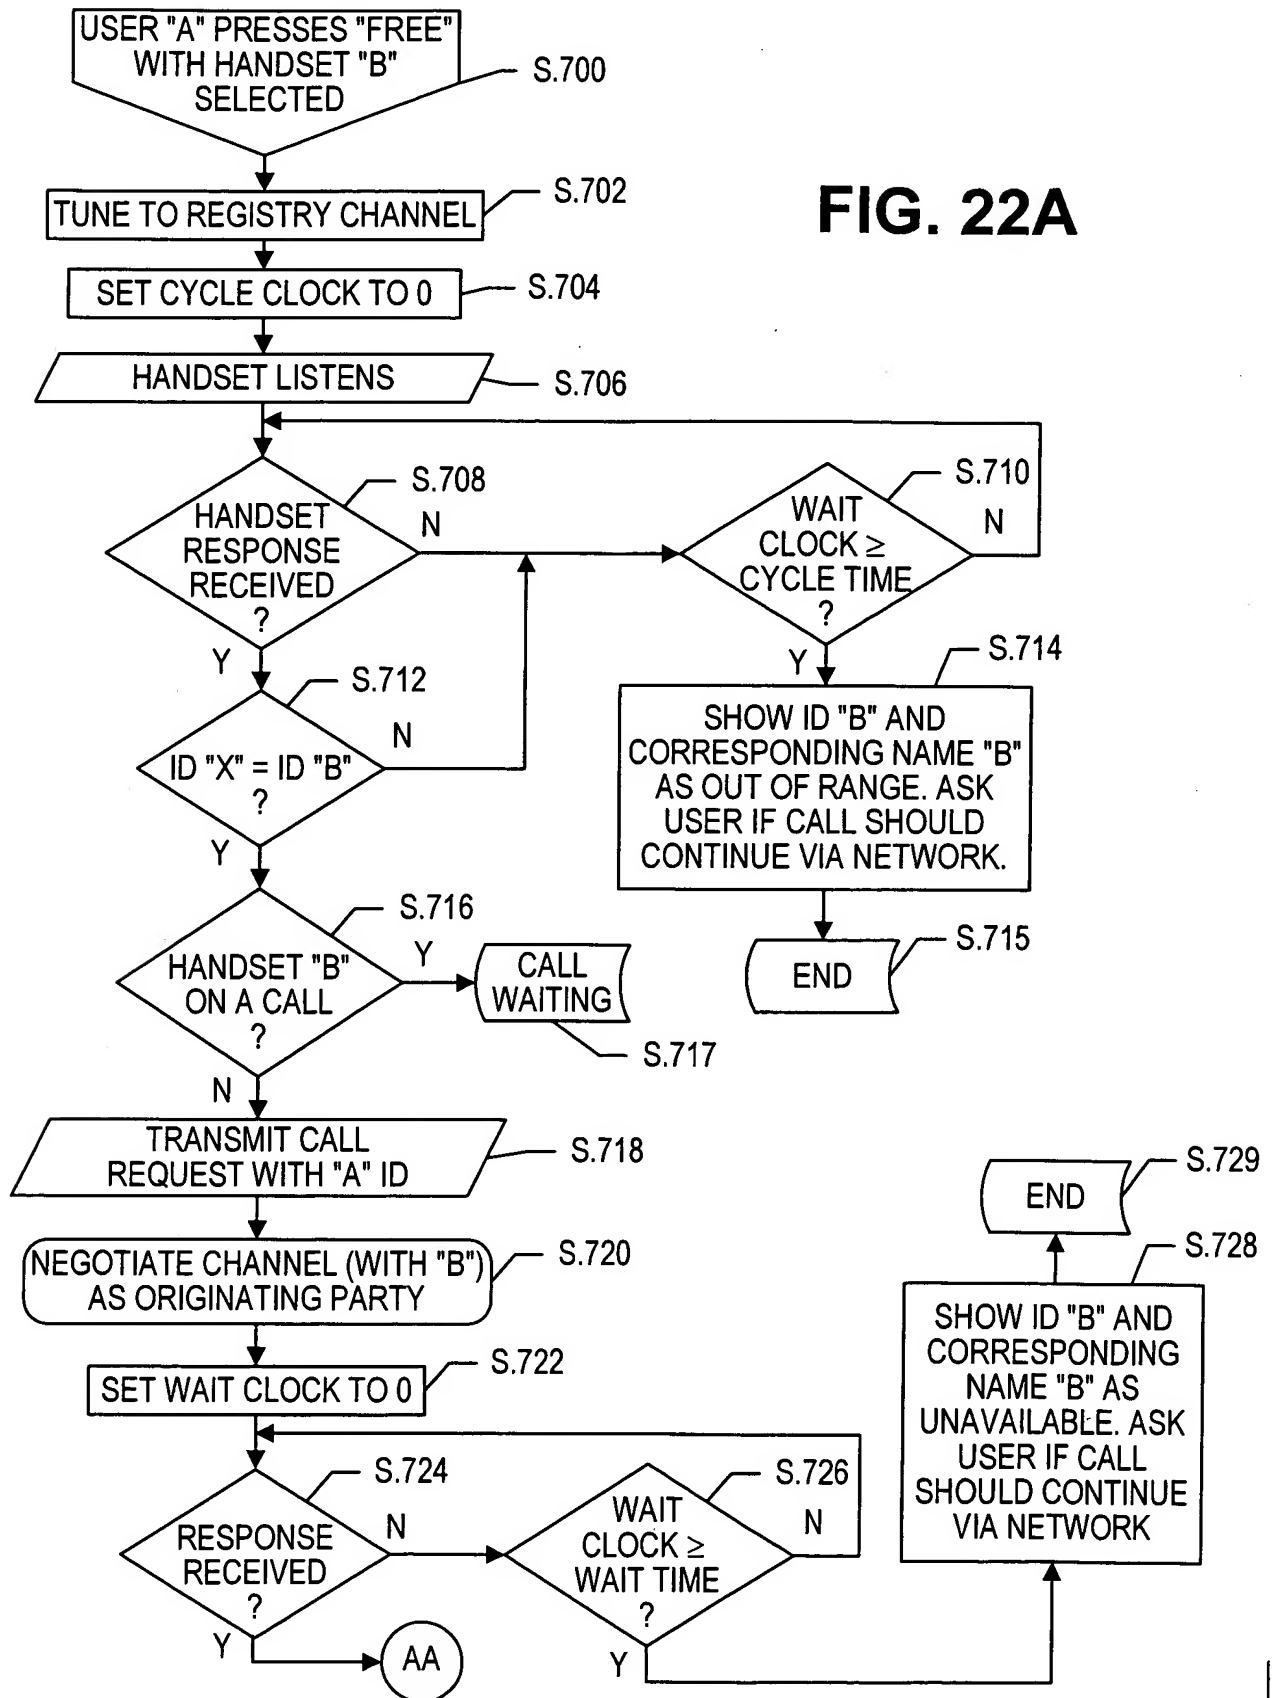 USER "A" PRESSES "FREE"
WITH HANDSET "B"
SELECTED
S.700
FIG. 22A
TUNE TO REGISTRY CHANNEL
S.702
SET CYCLE CLOCK TO 0
S.704
HANDSET LISTENS
S.706
HANDSET
RESPONSE
RECEIVED
?
S.708
N
Y
WAIT
CLOCK ≥
CYCLE TIME
?
S.710
N
Y
ID "X" = ID "B"
?
S.712
N
Y
SHOW ID "B" AND
CORRESPONDING NAME "B"
AS OUT OF RANGE. ASK
USER IF CALL SHOULD
CONTINUE VIA NETWORK.
S.714
END
S.715
HANDSET "B"
ON A CALL
?
S.716
Y
N
CALL
WAITING
S.717
TRANSMIT CALL
REQUEST WITH "A" ID
S.718
NEGOTIATE CHANNEL (WITH "B")
AS ORIGINATING PARTY
S.720
SET WAIT CLOCK TO 0
S.722
RESPONSE
RECEIVED
?
S.724
N
Y
AA
WAIT
CLOCK ≥
WAIT TIME
?
S.726
N
Y
SHOW ID "B" AND
CORRESPONDING
NAME "B" AS
UNAVAILABLE. ASK
USER IF CALL
SHOULD CONTINUE
VIA NETWORK
S.728
END
S.729